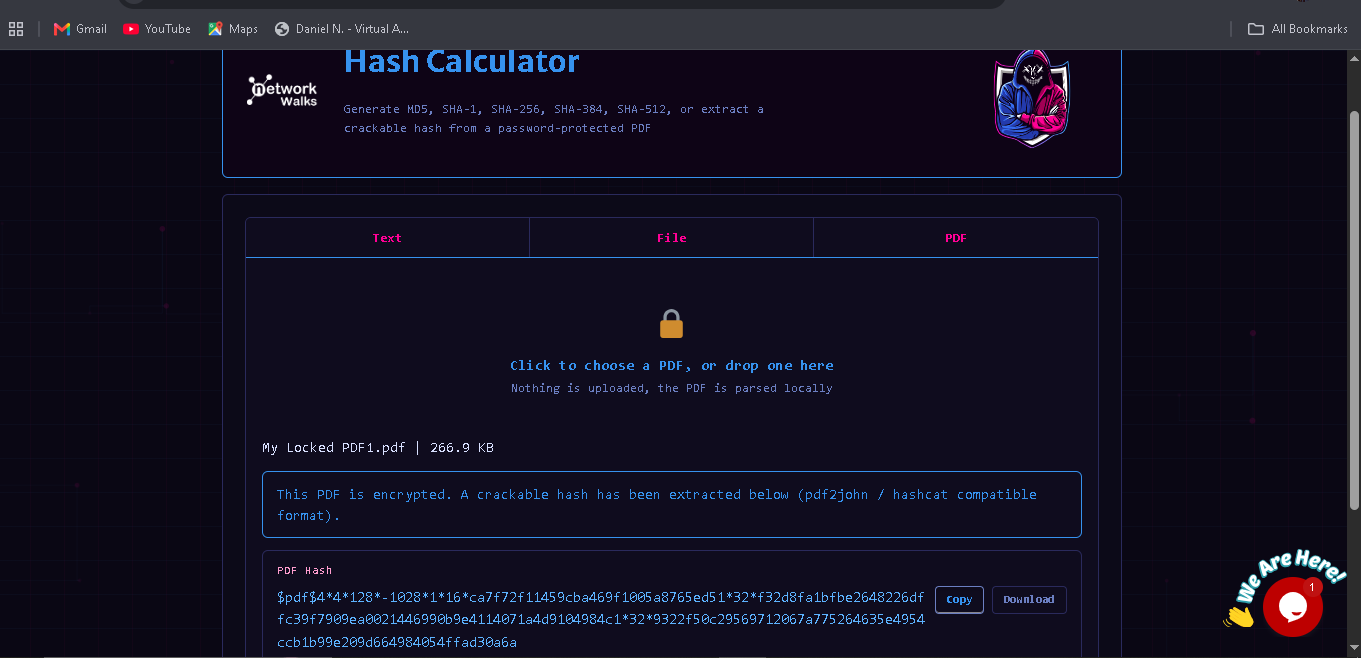 Gmail
YouTube
Maps
Daniel N. - Virtual A...
All Bookmarks
network
Walks
Hash Calculator
Generate MD5, SHA-1, SHA-256, SHA-384, SHA-512, or extract a
crackable hash from a password-protected PDF
Text
File
PDF
Click to choose a PDF, or drop one here
Nothing is uploaded, the PDF is parsed locally
My Locked PDF1.pdf | 266.9 KB
This PDF is encrypted. A crackable hash has been extracted below (pdf2john / hashcat compatible
format).
PDF Hash
$pdf$4*4*128*-1028*1*16*ca7f72f11459cba469f1005a8765ed51*32*f32d8fa1bfbe2648226df
fc39f7909ea0021446990b9e4114071a4d9104984c1*32*9322f50c29569712067a775264635e4954
ccb1b99e209d664984054ffad30a6a
Copy
Download
We Are Here!
1